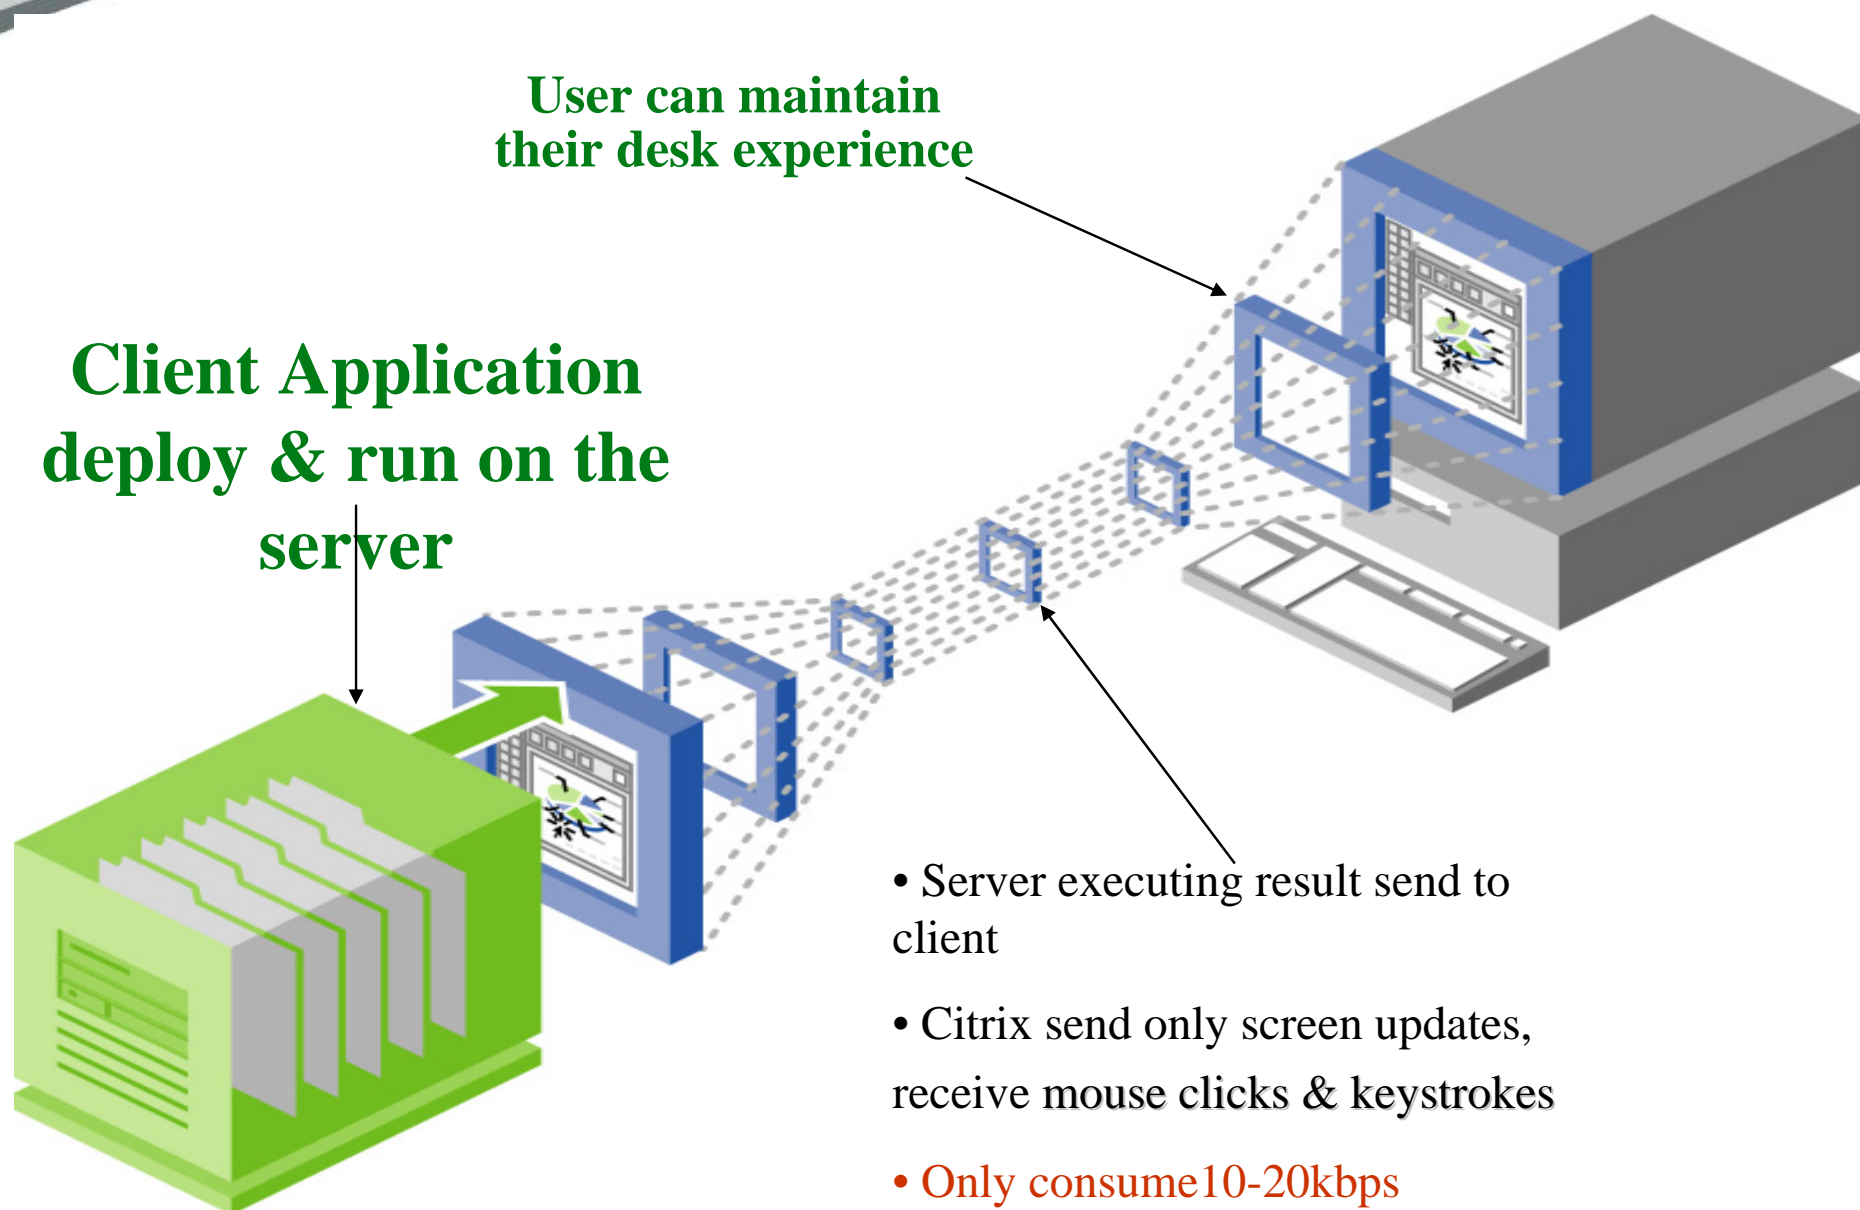 User can maintain
their desk experience
Client Application
deploy & run on the
server
• Server executing result send to
client
• Citrix send only screen updates,
receive mouse clicks & keystrokes
• Only consume10-20kbps